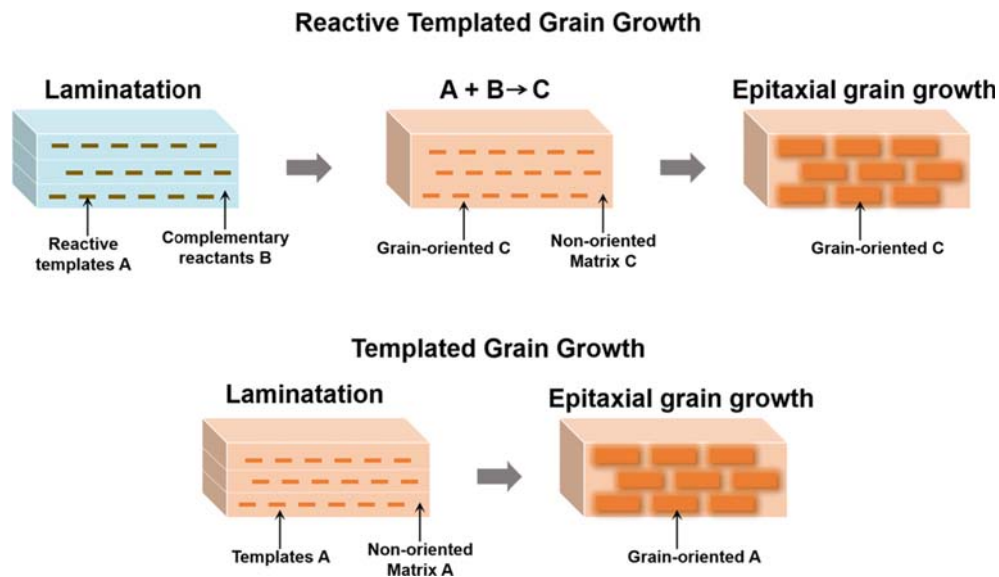 Reactive Templated Grain Growth
Laminatation
A + B→ C
Epitaxial grain growth
Reactive
templates A
Complementary
reactants B
Grain-oriented C
Non-oriented
Matrix C
Grain-oriented C
Templated Grain Growth
Laminatation
Epitaxial grain growth
Templates A
Non-oriented
Matrix A
Grain-oriented A